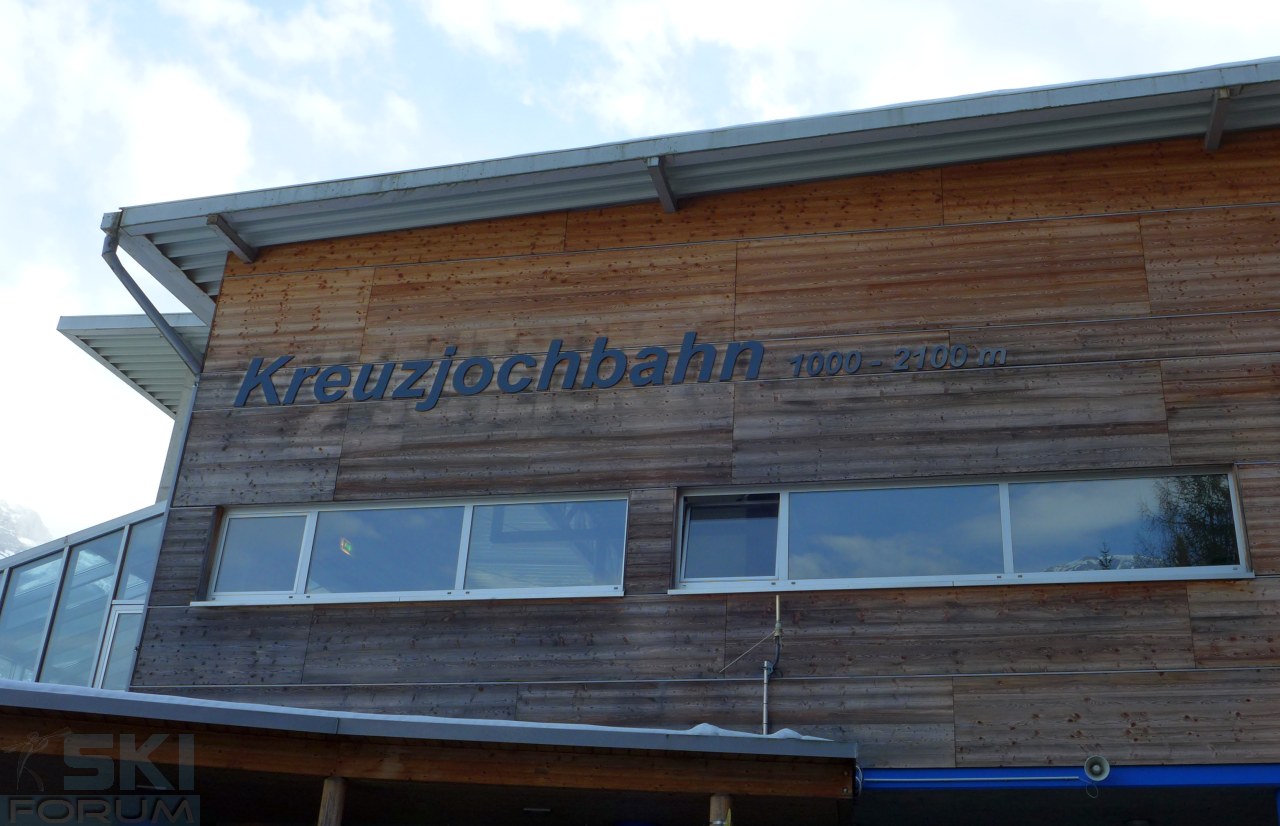 Kreuzjochbahn 1000 - 2100 m
SKI
FORUM